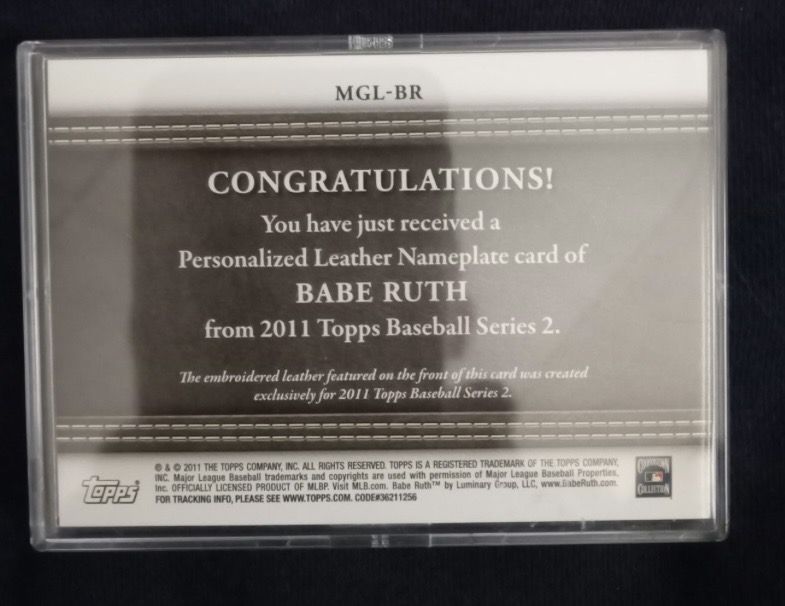 MGL-BR
CONGRATULATIONS!
You have just received a
Personalized Leather Nameplate card of
BABE RUTH
from 2011 Topps Baseball Series 2.
The embroidered leather featured on the front of this card was created
exclusively for 2011 Topps Baseball Series 2.
Topps
® & © 2011 THE TOPPS COMPANY, INC. ALL RIGHTS RESERVED. TOPPS IS A REGISTERED TRADEMARK OF THE TOPPS COMPANY,
INC. Major League Baseball trademarks and copyrights are used with permission of Major League Baseball Properties,
Inc. OFFICIALLY LICENSED PRODUCT OF MLBP. Visit MLB.com. Babe Ruth™ by Luminary Group, LLC, www.BabeRuth.com.
FOR TRACKING INFO, PLEASE SEE WWW.TOPPS.COM. CODE#36211256
COOPERSTOWN
COLLECTION